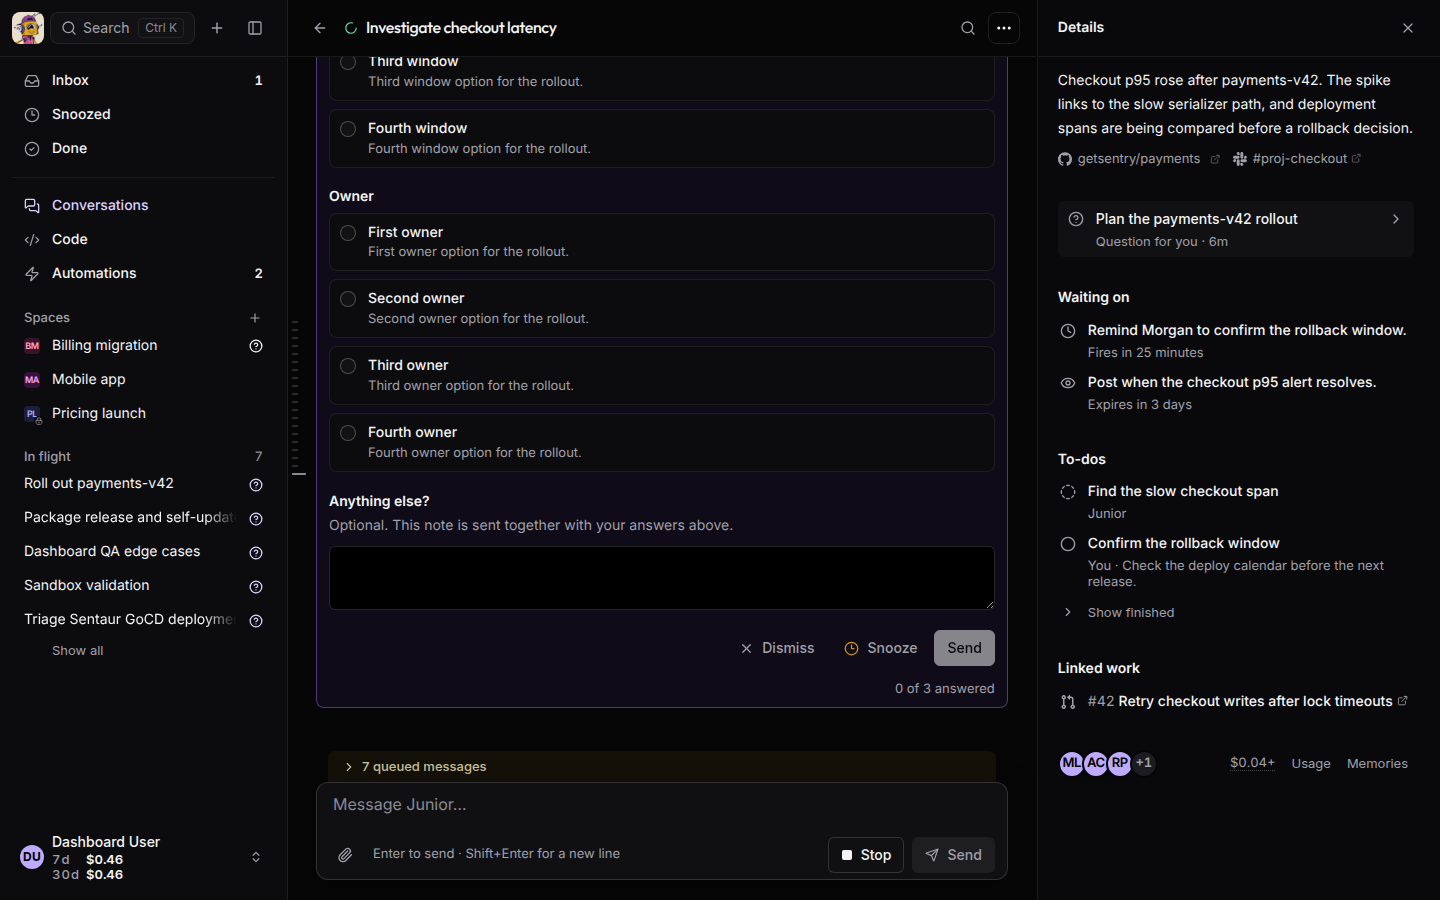 Search Ctrl K
Inbox 1
Snoozed
Done
Conversations
Code
Automations 2
Spaces
BM Billing migration
MA Mobile app
PL Pricing launch
In flight 7
Roll out payments-v42
Package release and self-updat
Dashboard QA edge cases
Sandbox validation
Triage Sentaur GoCD deployme
Show all
DU Dashboard User
7d $0.46
30d $0.46
Investigate checkout latency
Third window
Third window option for the rollout.
Fourth window
Fourth window option for the rollout.
Owner
First owner
First owner option for the rollout.
Second owner
Second owner option for the rollout.
Third owner
Third owner option for the rollout.
Fourth owner
Fourth owner option for the rollout.
Anything else?
Optional. This note is sent together with your answers above.
Dismiss Snooze Send
0 of 3 answered
7 queued messages
Message Junior...
Enter to send · Shift+Enter for a new line
Stop Send
Details
Checkout p95 rose after payments-v42. The spike
links to the slow serializer path, and deployment
spans are being compared before a rollback decision.
getsentry/payments #proj-checkout
Plan the payments-v42 rollout
Question for you · 6m
Waiting on
Remind Morgan to confirm the rollback window.
Fires in 25 minutes
Post when the checkout p95 alert resolves.
Expires in 3 days
To-dos
Find the slow checkout span
Junior
Confirm the rollback window
You · Check the deploy calendar before the next
release.
Show finished
Linked work
#42 Retry checkout writes after lock timeouts
ML AC RP +1 $0.04+ Usage Memories